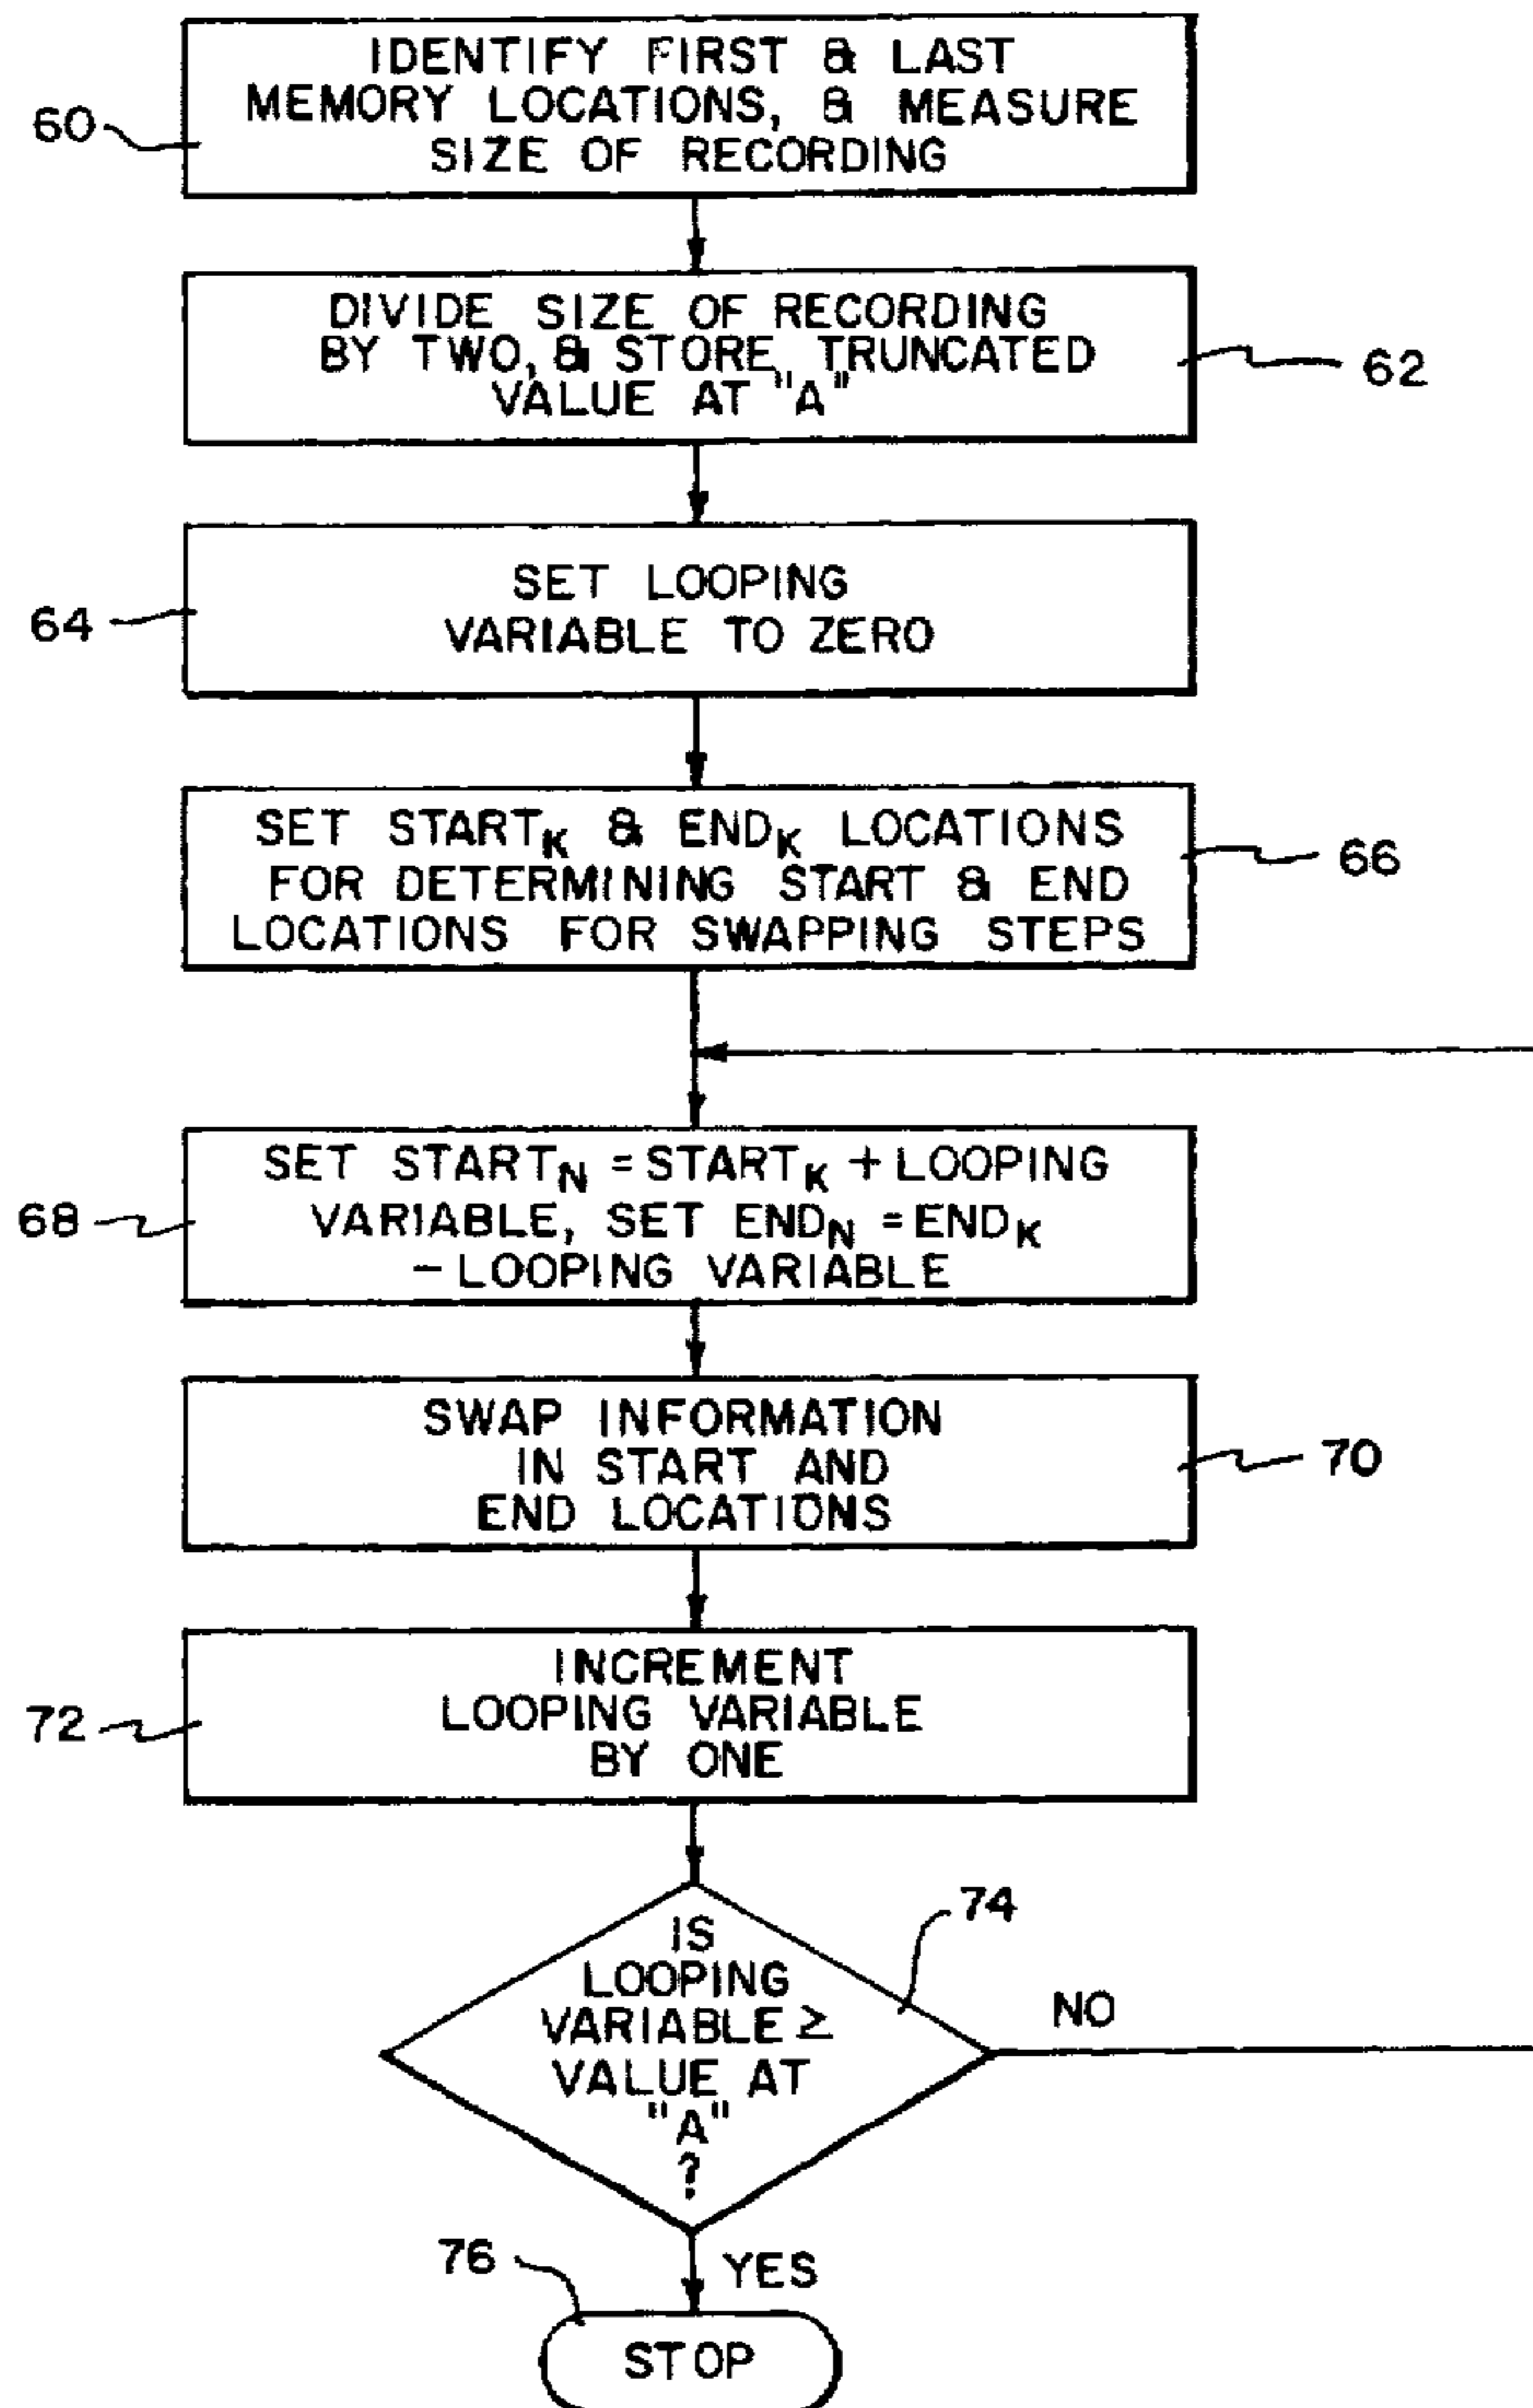 IDENTIFY FIRST & LAST
MEMORY LOCATIONS, & MEASURE
SIZE OF RECORDING
60
DIVIDE SIZE OF RECORDING
BY TWO, & STORE TRUNCATED
VALUE AT "A"
62
SET LOOPING
VARIABLE TO ZERO
64
SET STARTK & ENDK LOCATIONS
FOR DETERMINING START & END
LOCATIONS FOR SWAPPING STEPS
66
SET STARTN = STARTK + LOOPING
VARIABLE, SET ENDN = ENDK
- LOOPING VARIABLE
68
SWAP INFORMATION
IN START AND
END LOCATIONS
70
INCREMENT
LOOPING VARIABLE
BY ONE
72
IS
LOOPING
VARIABLE ≥
VALUE AT
"A"
?
74
NO
YES
76
STOP